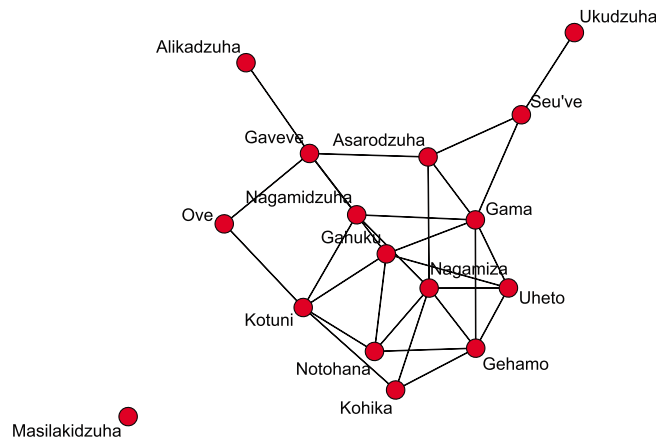 Ukudzuha
Alikadzuha
Seu've
Gaveve
Asarodzuha
Nagamidzuha
Ove
Gama
Gahuku
Nagamiza
Uheto
Kotuni
Notohana
Gehamo
Kohika
Masilakidzuha